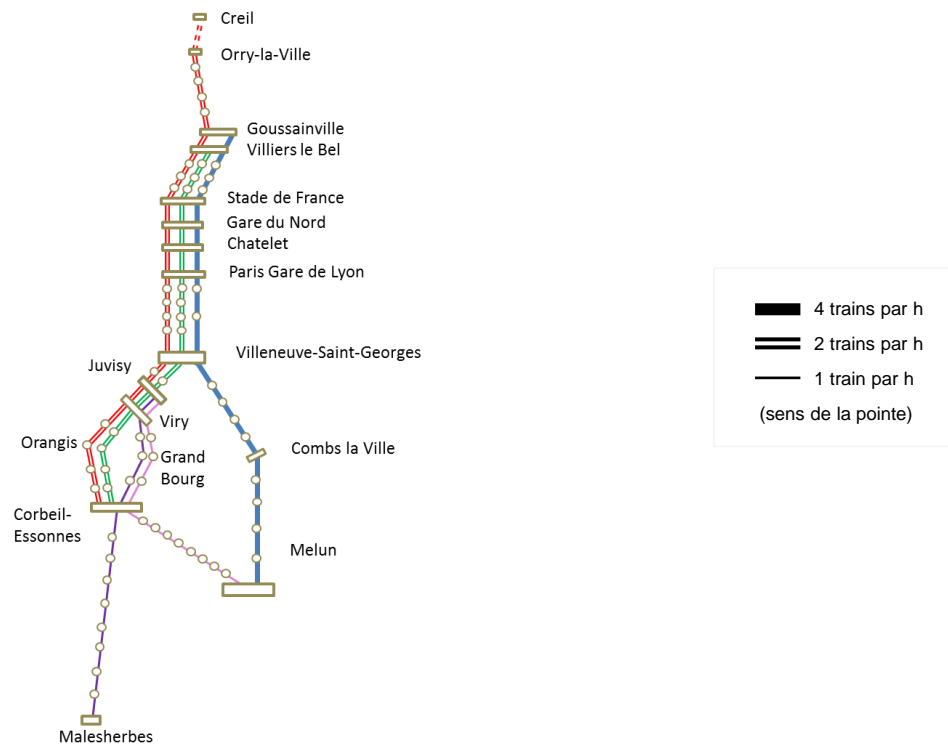 Creil
Orry-la-Ville
Goussainville
Villiers le Bel
Stade de France
Gare du Nord
Chatelet
Paris Gare de Lyon
Villeneuve-Saint-Georges
Juvisy
Viry
Orangis
Grand
Bourg
Combs la Ville
Corbeil-
Essonnes
Melun
Malesherbes
4 trains par h
2 trains par h
1 train par h
(sens de la pointe)